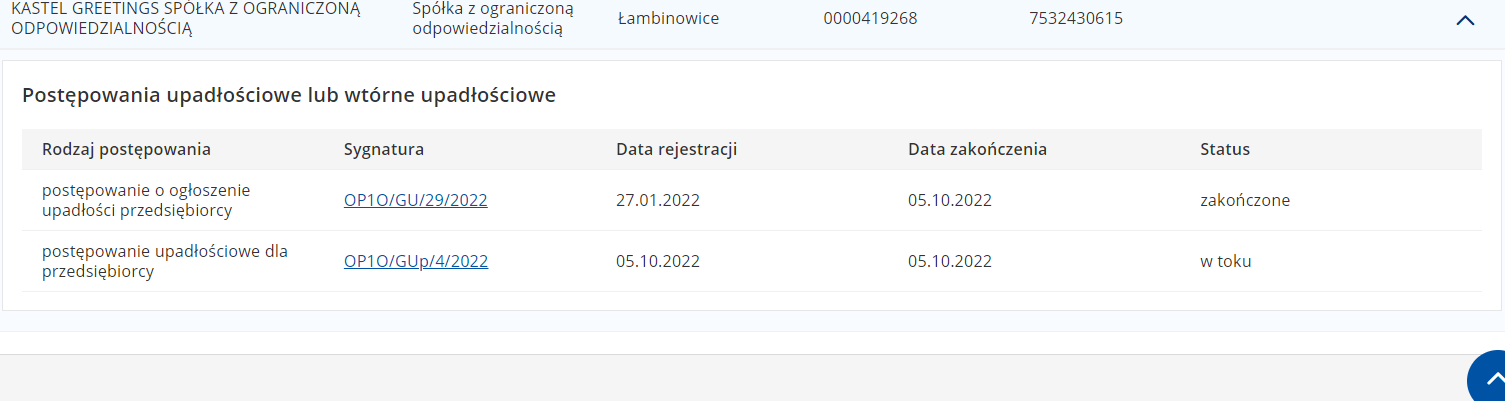 KASTEL GREETINGS SPÓŁKA Z OGRANICZONĄ
ODPOWIEDZIALNOŚCIĄ
Spółka z ograniczoną
odpowiedzialnością
Łambinowice
0000419268
7532430615
Postępowania upadłościowe lub wtórne upadłościowe
Rodzaj postępowania Sygnatura Data rejestracji Data zakończenia Status
postępowanie o ogłoszenie
upadłości przedsiębiorcy
OP1O/GU/29/2022 27.01.2022 05.10.2022 zakończone
postępowanie upadłościowe dla
przedsiębiorcy
OP1O/GUp/4/2022 05.10.2022 05.10.2022 w toku